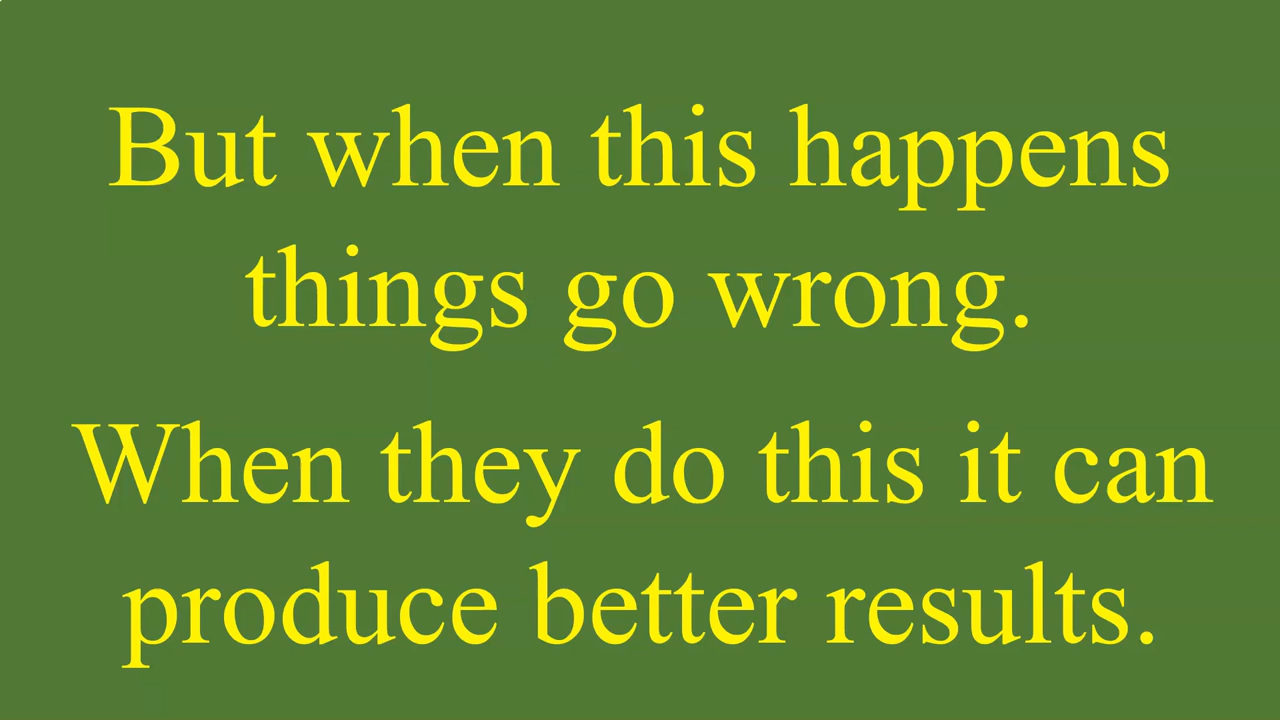 But when this happens
things go wrong.
When they do this it can
produce better results.